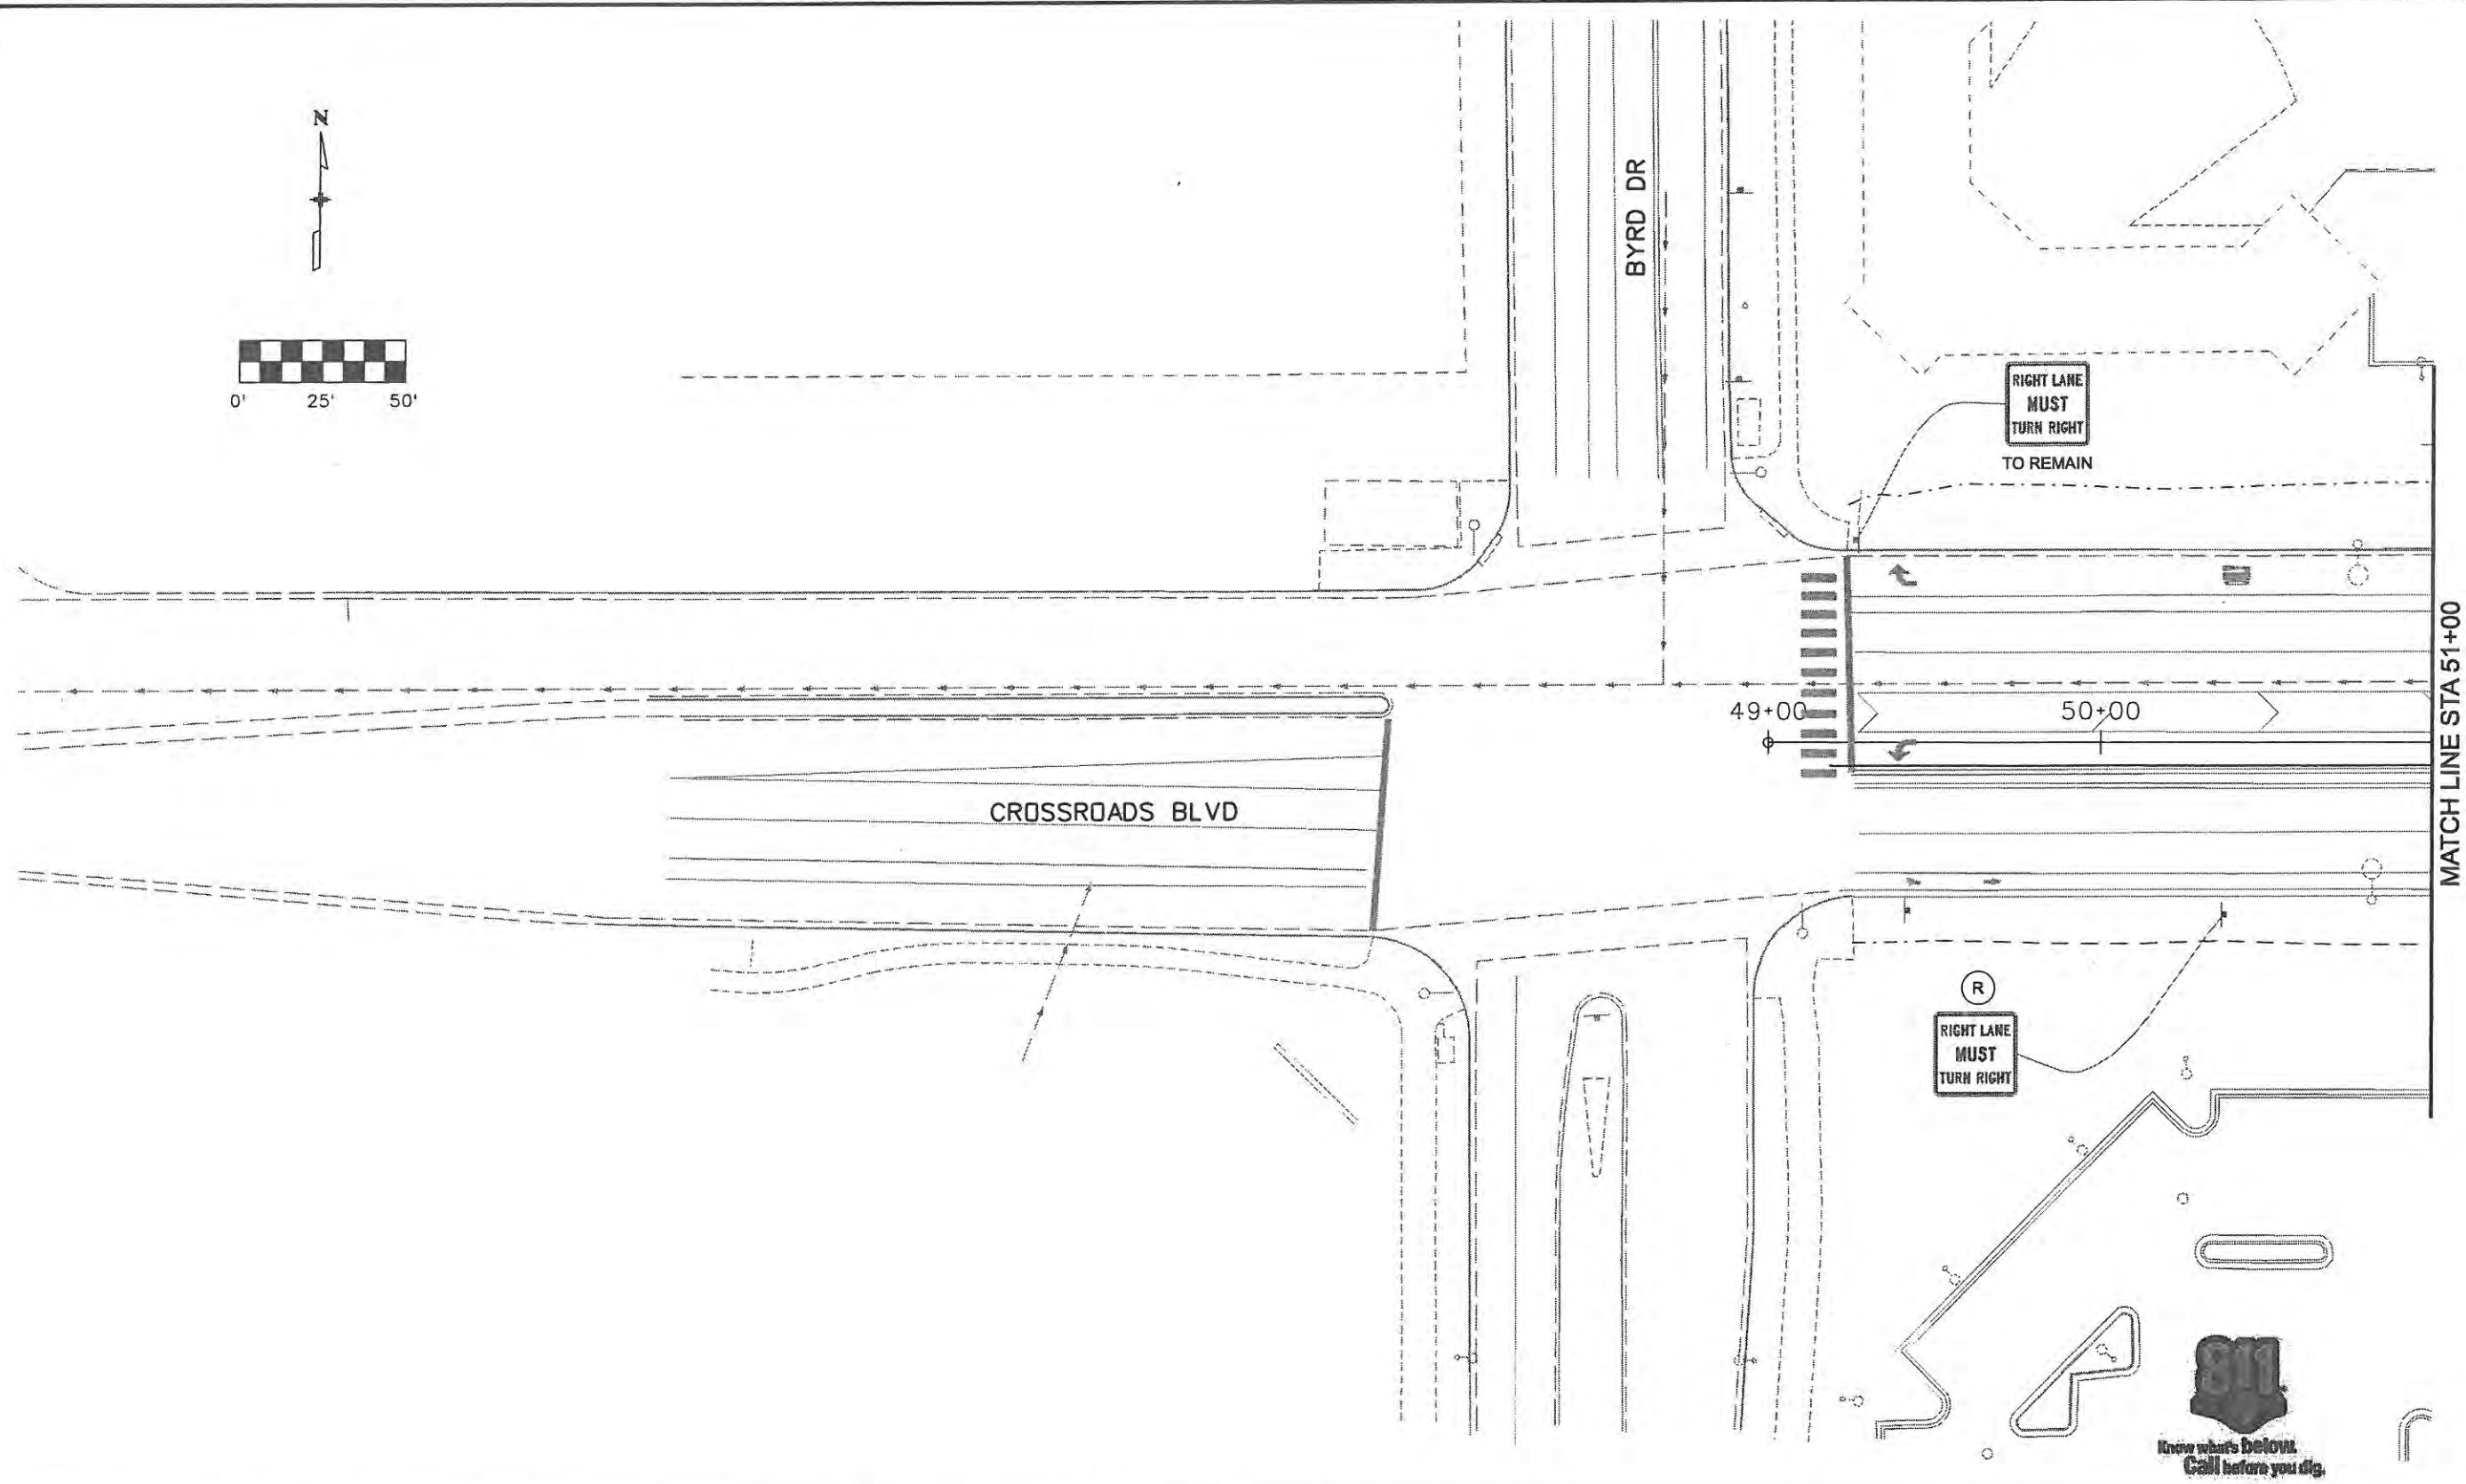 N
0' 25' 50'
BYRD DR
RIGHT LANE
MUST
TURN RIGHT
TO REMAIN
49+00
50+00
MATCH LINE STA 51+00
CROSSROADS BLVD
R
RIGHT LANE
MUST
TURN RIGHT
811
Know what's below.
Call before you dig.